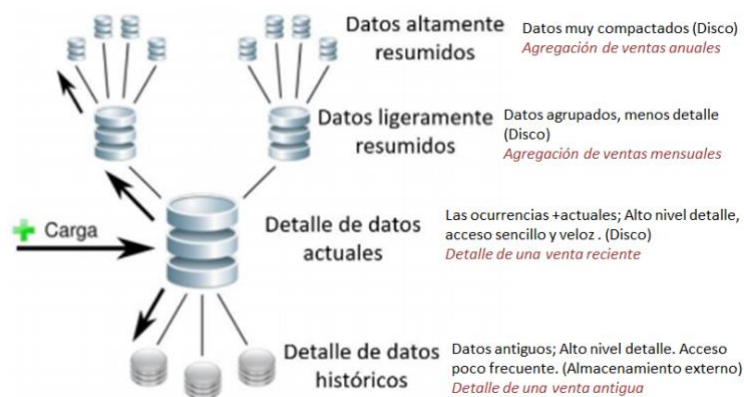 Datos altamente
resumidos
Datos muy compactados (Disco)
Agregación de ventas anuales
Datos ligeramente
resumidos
Datos agrupados, menos detalle
(Disco)
Agregación de ventas mensuales
Carga
Detalle de datos
actuales
Las ocurrencias +actuales; Alto nivel detalle,
acceso sencillo y veloz . (Disco)
Detalle de una venta reciente
Detalle de datos
históricos
Datos antiguos; Alto nivel detalle. Acceso
poco frecuente. (Almacenamiento externo)
Detalle de una venta antigua